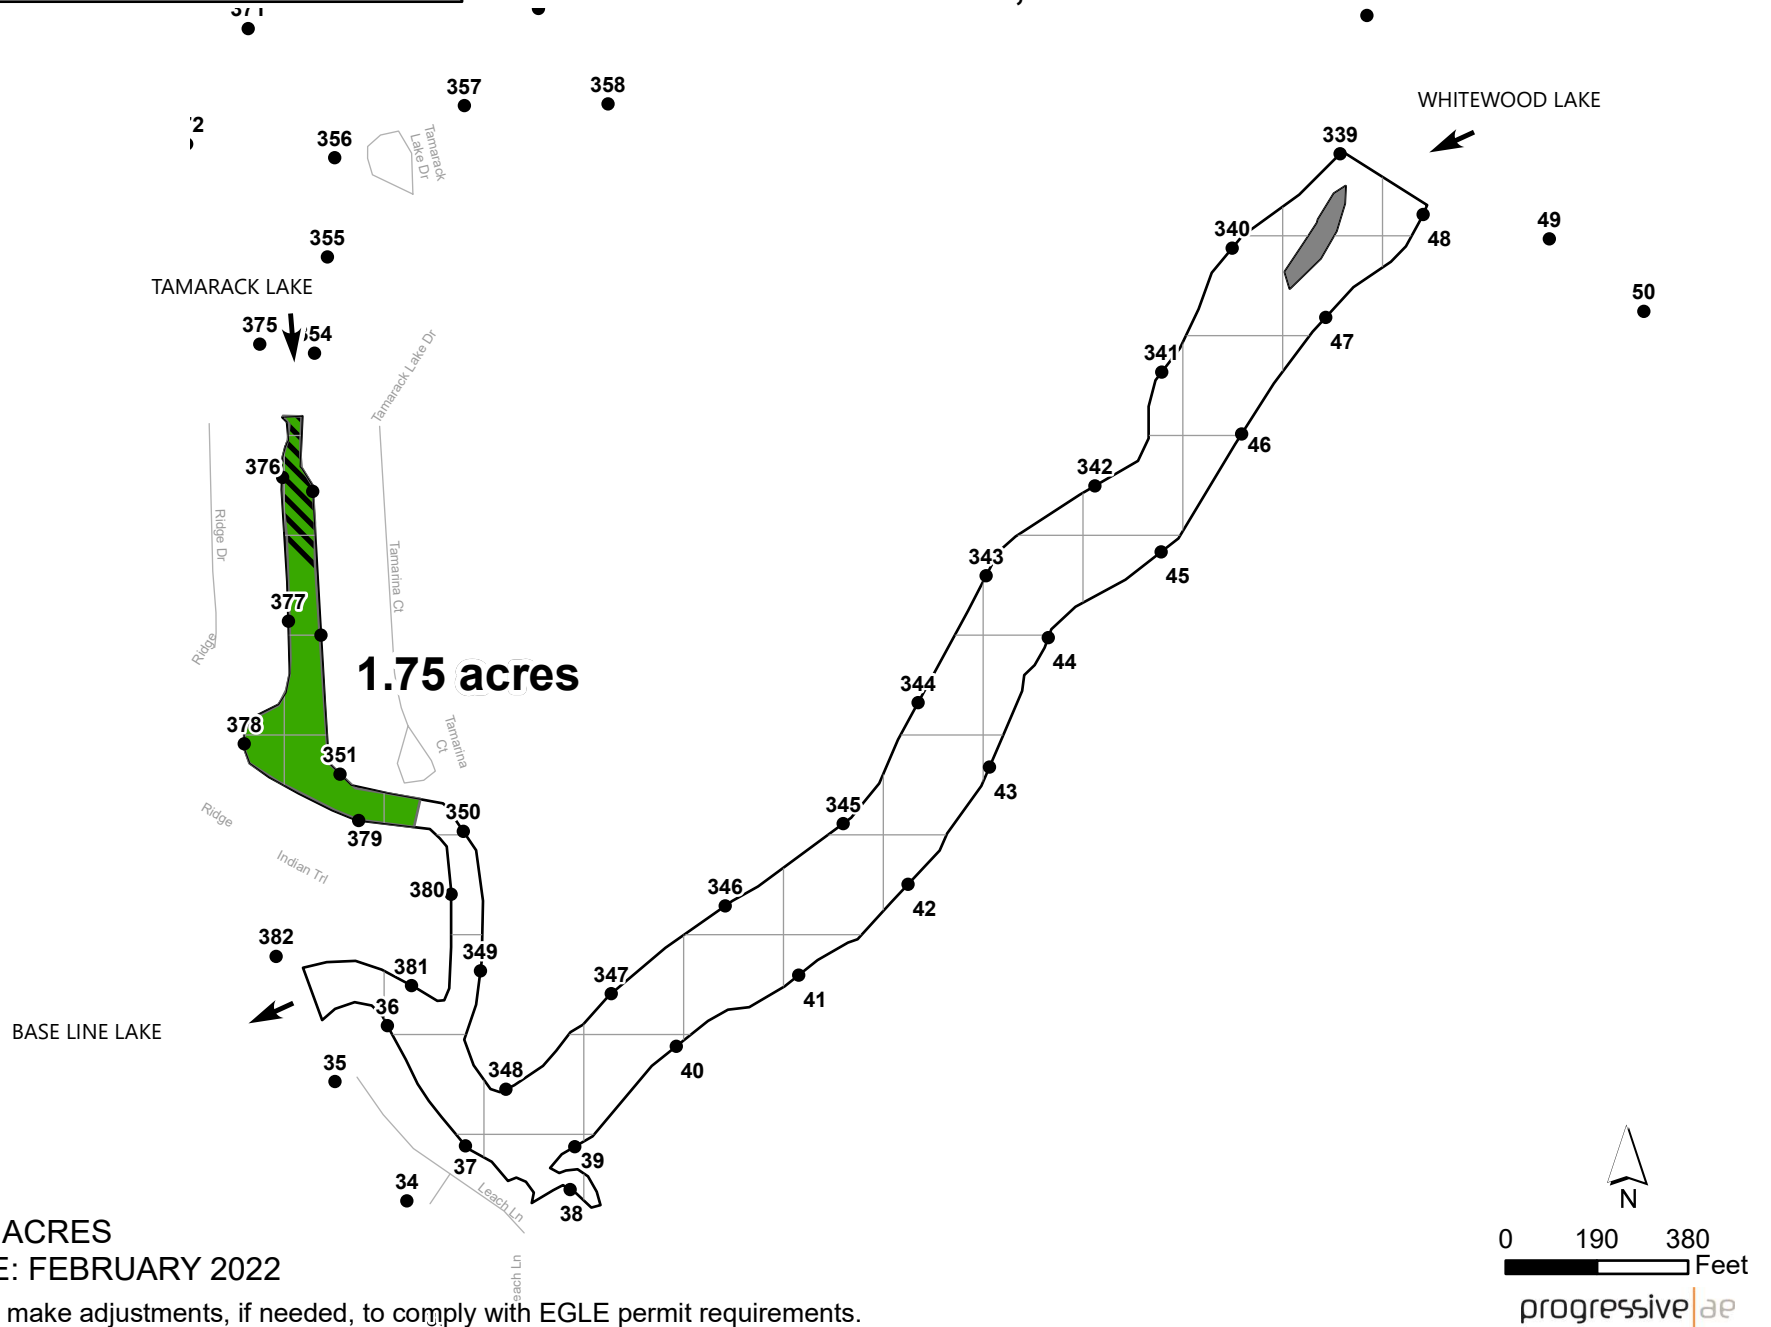 371
357
358
WHITEWOOD LAKE
356
Tamarack
Lake Dr
339
355
340
48
49
TAMARACK LAKE
50
375
54
47
Tamarack Lake Dr
341
46
376
342
Ridge Dr
Tamarina Ct
343
45
377
Ridge
44
1.75 acres
344
378
Tamarina
Ct
351
43
Ridge
350
345
379
Indian Trl
380
346
42
382
349
381
347
41
36
BASE LINE LAKE
35
348
40
37
39
34
Leach Ln
38
N
ACRES
0 190 380
Feet
E: FEBRUARY 2022
each Ln
make adjustments, if needed, to comply with EGLE permit requirements.
progressive ae